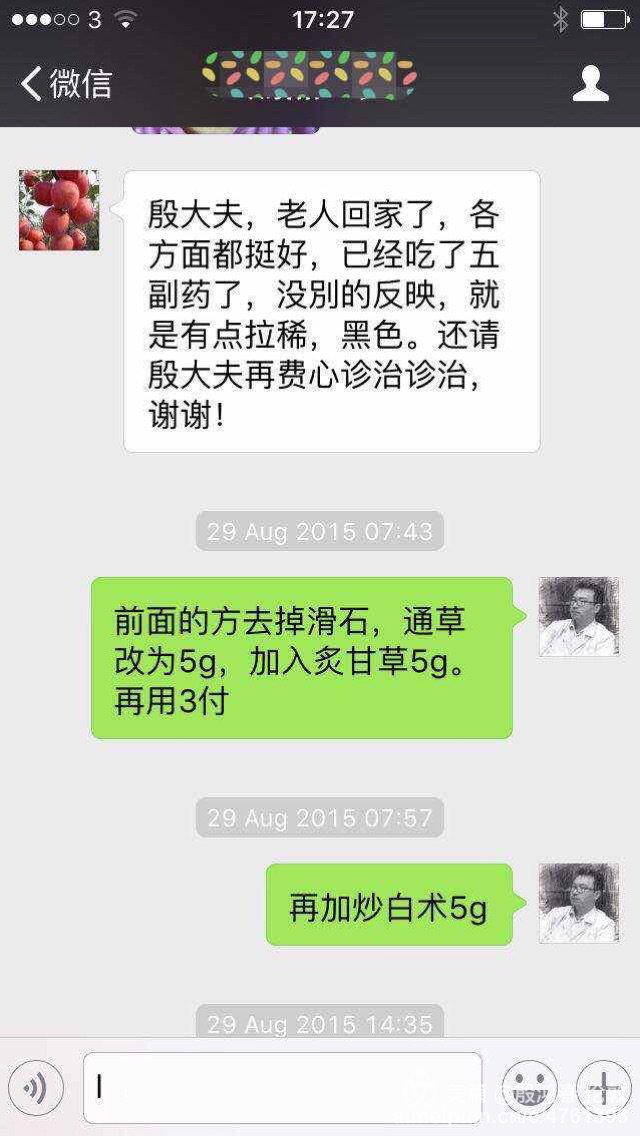 3
17:27
微信
殷大夫，老人回家了，各
方面都挺好，已经吃了五
副药了，没别的反映，就
是有点拉稀，黑色。还请
殷大夫再费心诊治诊治，
谢谢！
29 Aug 2015 07:43
前面的方去掉滑石，通草
改为5g，加入炙甘草5g。
再用3付
29 Aug 2015 07:57
再加炒白术5g
29 Aug 2015 14:35